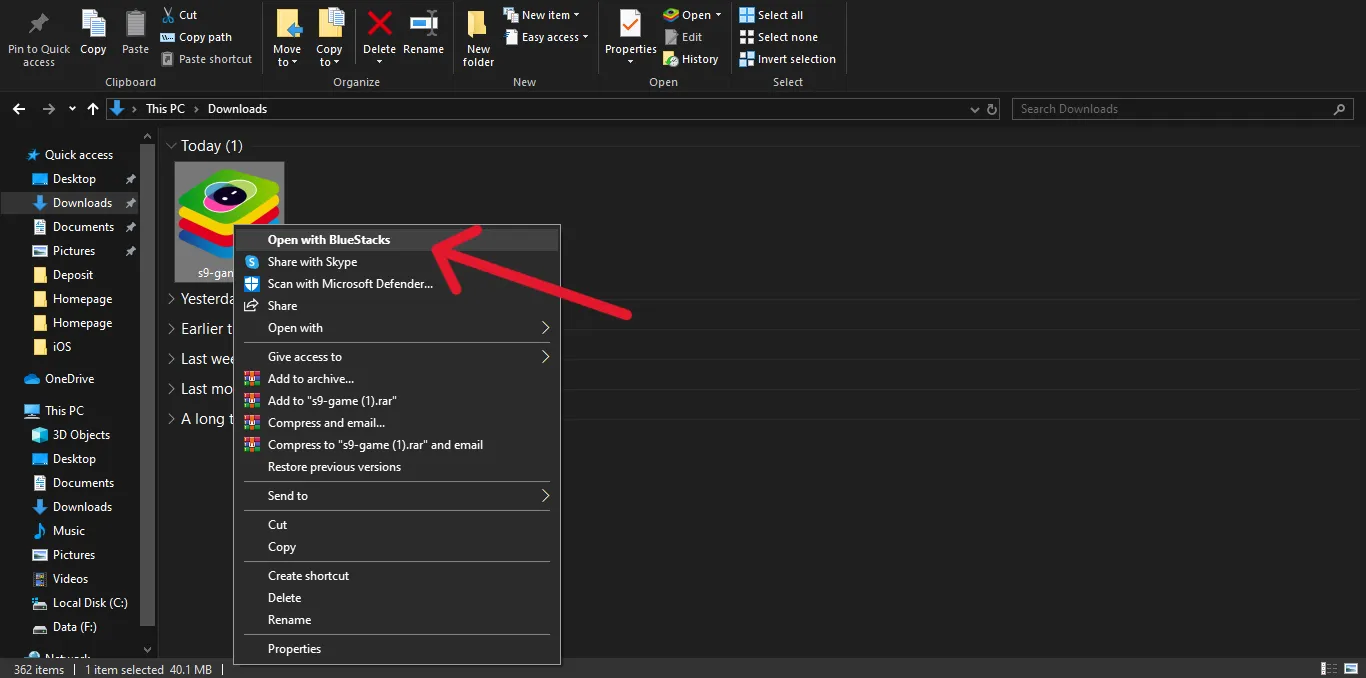 Pin to Quick access
Copy
Paste
Cut
Copy path
Paste shortcut
Clipboard
Move to
Copy to
Delete
Rename
Organize
New folder
New item
Easy access
New
Properties
Open
Edit
History
Open
Select all
Select none
Invert selection
Select
This PC > Downloads
Search Downloads
Quick access
Desktop
Downloads
Documents
Pictures
Deposit
Homepage
Homepage
iOS
OneDrive
This PC
3D Objects
Desktop
Documents
Downloads
Music
Pictures
Videos
Local Disk (C:)
Data (F:)
Today (1)
s9-gam
Yesterda
Earlier t
Last wee
Last mo
A long t
Open with BlueStacks
Share with Skype
Scan with Microsoft Defender...
Share
Open with
Give access to
Add to archive...
Add to "s9-game (1).rar"
Compress and email...
Compress to "s9-game (1).rar" and email
Restore previous versions
Send to
Cut
Copy
Create shortcut
Delete
Rename
Properties
362 items
1 item selected 40.1 MB